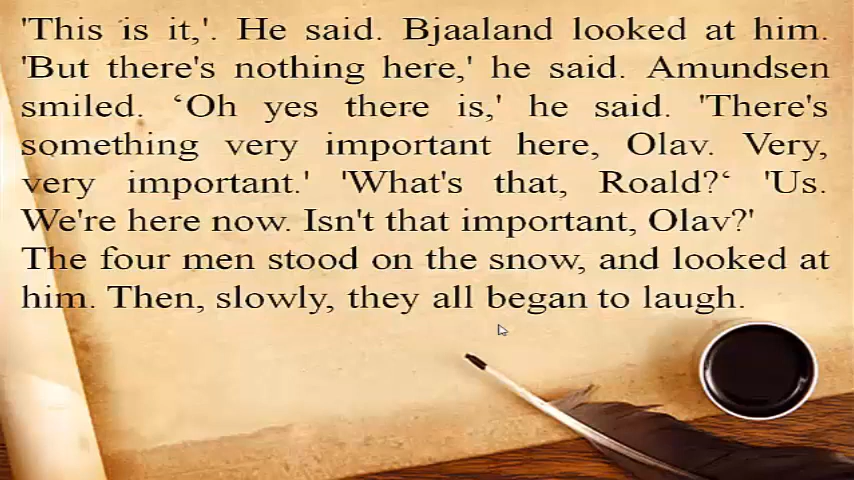 'This is it,'. He said. Bjaaland looked at him.
'But there's nothing here,' he said. Amundsen
smiled. ‘Oh yes there is,' he said. 'There's
something very important here, Olav. Very,
very important.' 'What's that, Roald?‘ 'Us.
We're here now. Isn't that important, Olav?'
The four men stood on the snow, and looked at
him. Then, slowly, they all began to laugh.